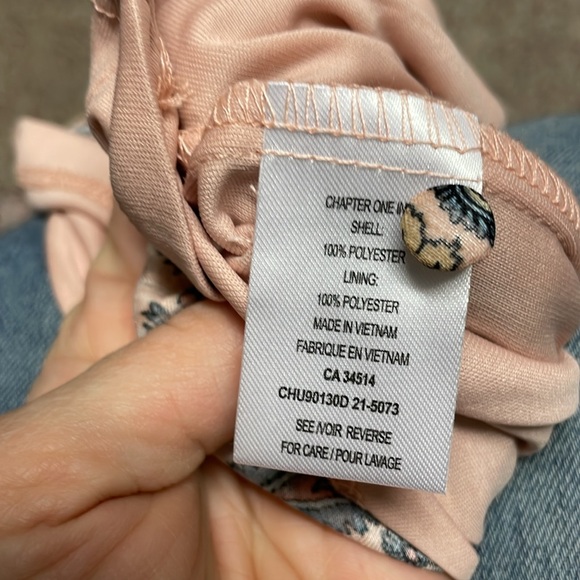 CHAPTER ONE
SHELL:
100% POLYESTER
LINING:
100% POLYESTER
MADE IN VIETNAM
FABRIQUE EN VIETNAM
CA 34514
CHU90130D 21-5073
SEE /VOIR REVERSE
FOR CARE / POUR LAVAGE